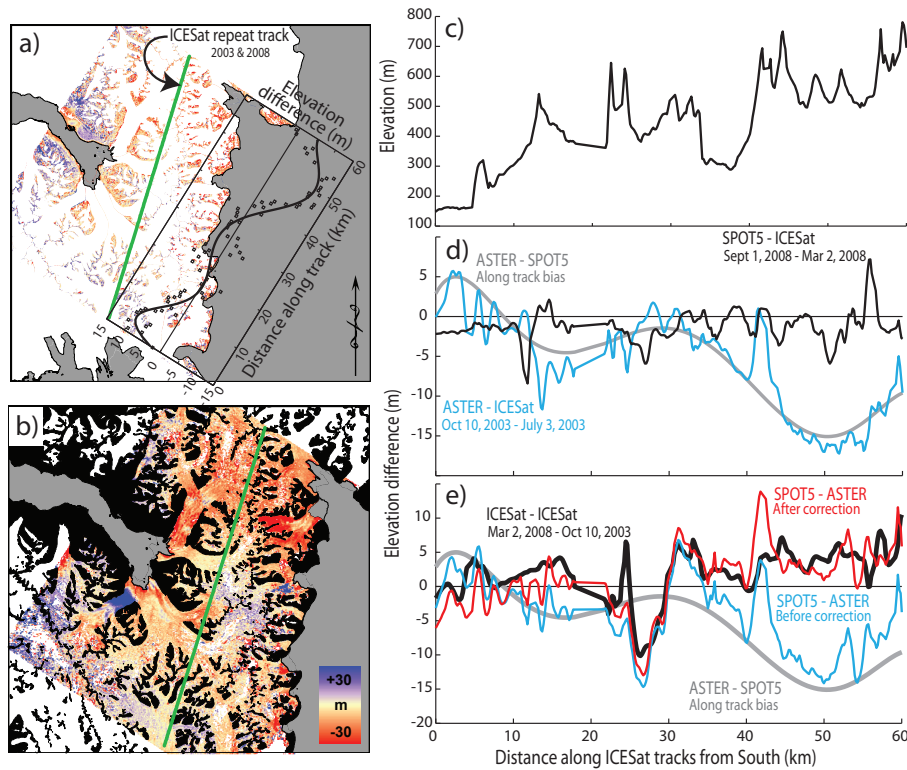 a)
ICESat repeat track
2003 & 2008
Elevation
difference (m)
15
10
5
0
-5
-10
-15
0
10
20
30
40
50
60
Distance along track (km)
b)
+30
m
-30
c)
Elevation (m)
800
700
600
500
400
300
200
100
d)
SPOT5 - ICESat
Sept 1, 2008 - Mar 2, 2008
ASTER - SPOT5
Along track bias
ASTER - ICESat
Oct 10, 2003 - July 3, 2003
5
0
-5
-10
-15
Elevation difference (m)
e)
ICESat - ICESat
Mar 2, 2008 - Oct 10, 2003
SPOT5 - ASTER
After correction
SPOT5 - ASTER
Before correction
ASTER - SPOT5
Along track bias
10
5
0
-5
-10
-15
-20
0
10
20
30
40
50
60
Distance along ICESat tracks from South (km)